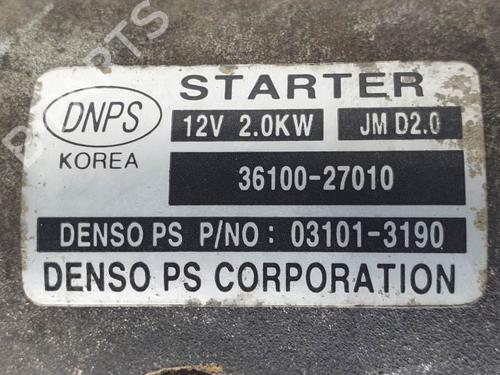 STARTER
DNPS
12V 2.0KW JM D2.0
KOREA
36100-27010
DENSO PS P/NO : 03101-3190
DENSO PS CORPORATION
PARTS